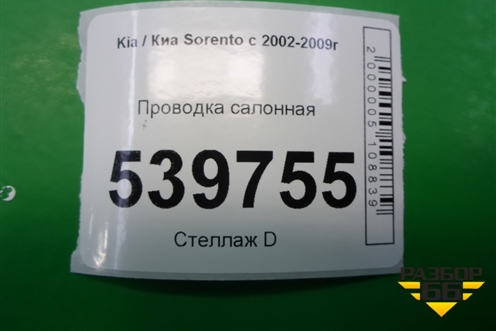 Kia / Киа Sorento с 2002-2009г
Проводка салонная
539755
Стеллаж D
2000005108839
РАЗБОР
66